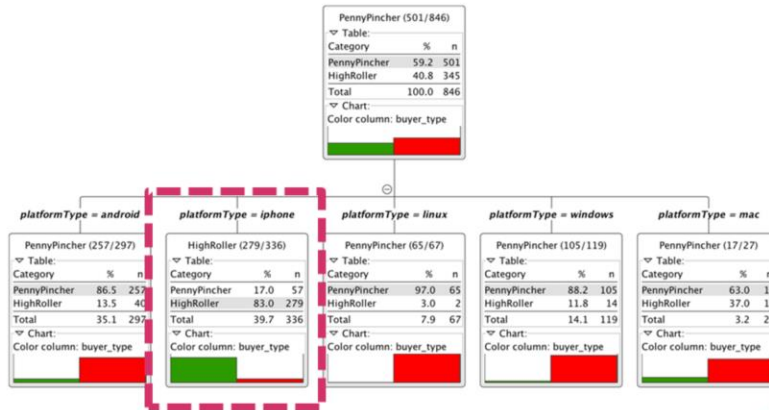 PennyPincher (501/846)
Table:
Category % n
PennyPincher 59.2 501
HighRoller 40.8 345
Total 100.0 846
Chart:
Color column: buyer_type
platformType = android
PennyPincher (257/297)
Table:
Category % n
PennyPincher 86.5 257
HighRoller 13.5 40
Total 35.1 297
Chart:
Color column: buyer_type
platformType = iphone
HighRoller (279/336)
Table:
Category % n
PennyPincher 17.0 57
HighRoller 83.0 279
Total 39.7 336
Chart:
Color column: buyer_type
platformType = linux
PennyPincher (65/67)
Table:
Category % n
PennyPincher 97.0 65
HighRoller 3.0 2
Total 7.9 67
Chart:
Color column: buyer_type
platformType = windows
PennyPincher (105/119)
Table:
Category % n
PennyPincher 88.2 105
HighRoller 11.8 14
Total 14.1 119
Chart:
Color column: buyer_type
platformType = mac
PennyPincher (17/27)
Table:
Category %
PennyPincher 63.0
HighRoller 37.0
Total 3.2
Chart:
Color column: buyer_type